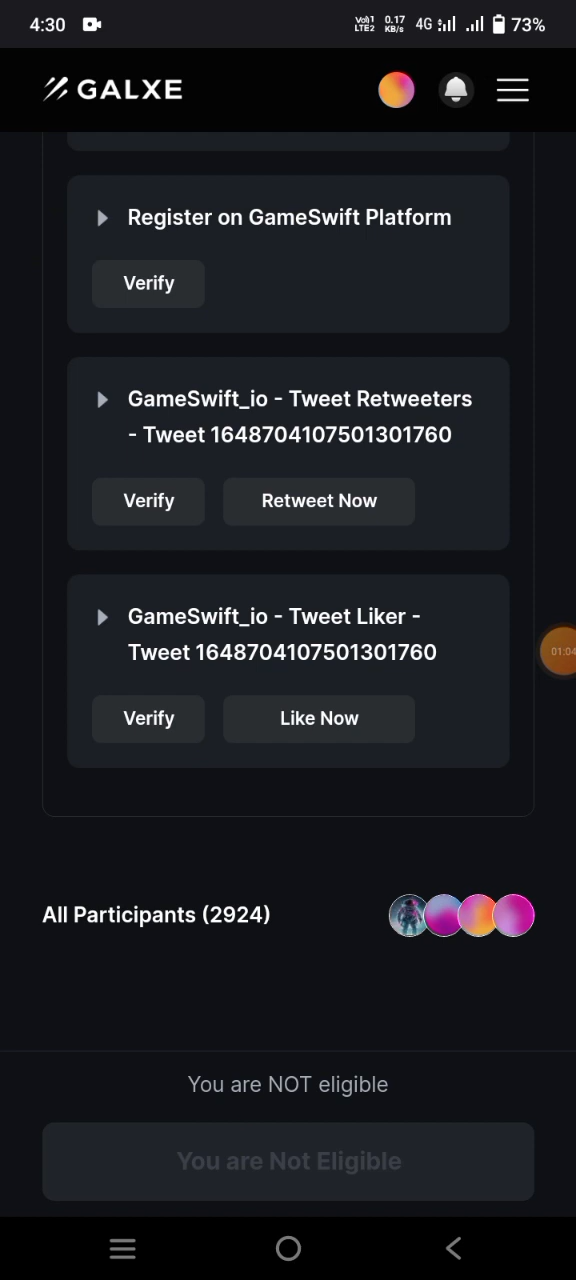 4:30 Vo)) 1 LTE2 0.17 KB/s 4G 73%
GALXE
Register on GameSwift Platform
Verify
GameSwift_io - Tweet Retweeters
- Tweet 1648704107501301760
Verify Retweet Now
GameSwift_io - Tweet Liker -
Tweet 1648704107501301760
01:04
Verify Like Now
All Participants (2924)
You are NOT eligible
You are Not Eligible